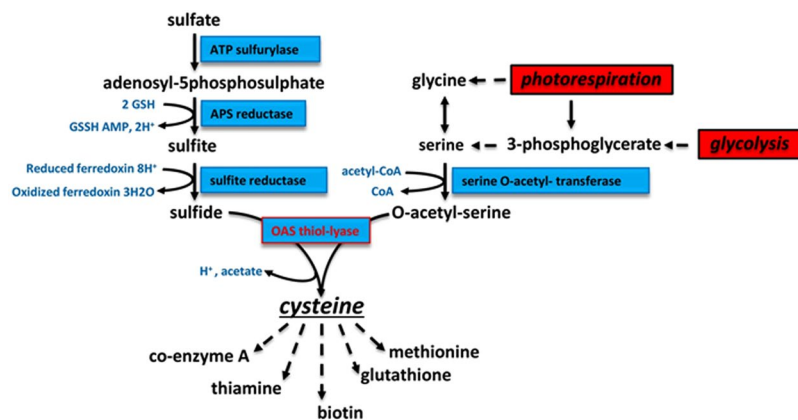 sulfate
ATP sulfurylase
adenosyl-5phosphosulphate
glycine
photorespiration
2 GSH
APS reductase
GSSH AMP, 2H⁺
sulfite
serine
3-phosphoglycerate
glycolysis
Reduced ferredoxin 8H⁺
sulfite reductase
acetyl-CoA
serine O-acetyl- transferase
Oxidized ferredoxin 3H2O
CoA
sulfide
OAS thiol-lyase
O-acetyl-serine
H⁺, acetate
cysteine
co-enzyme A
methionine
thiamine
glutathione
biotin